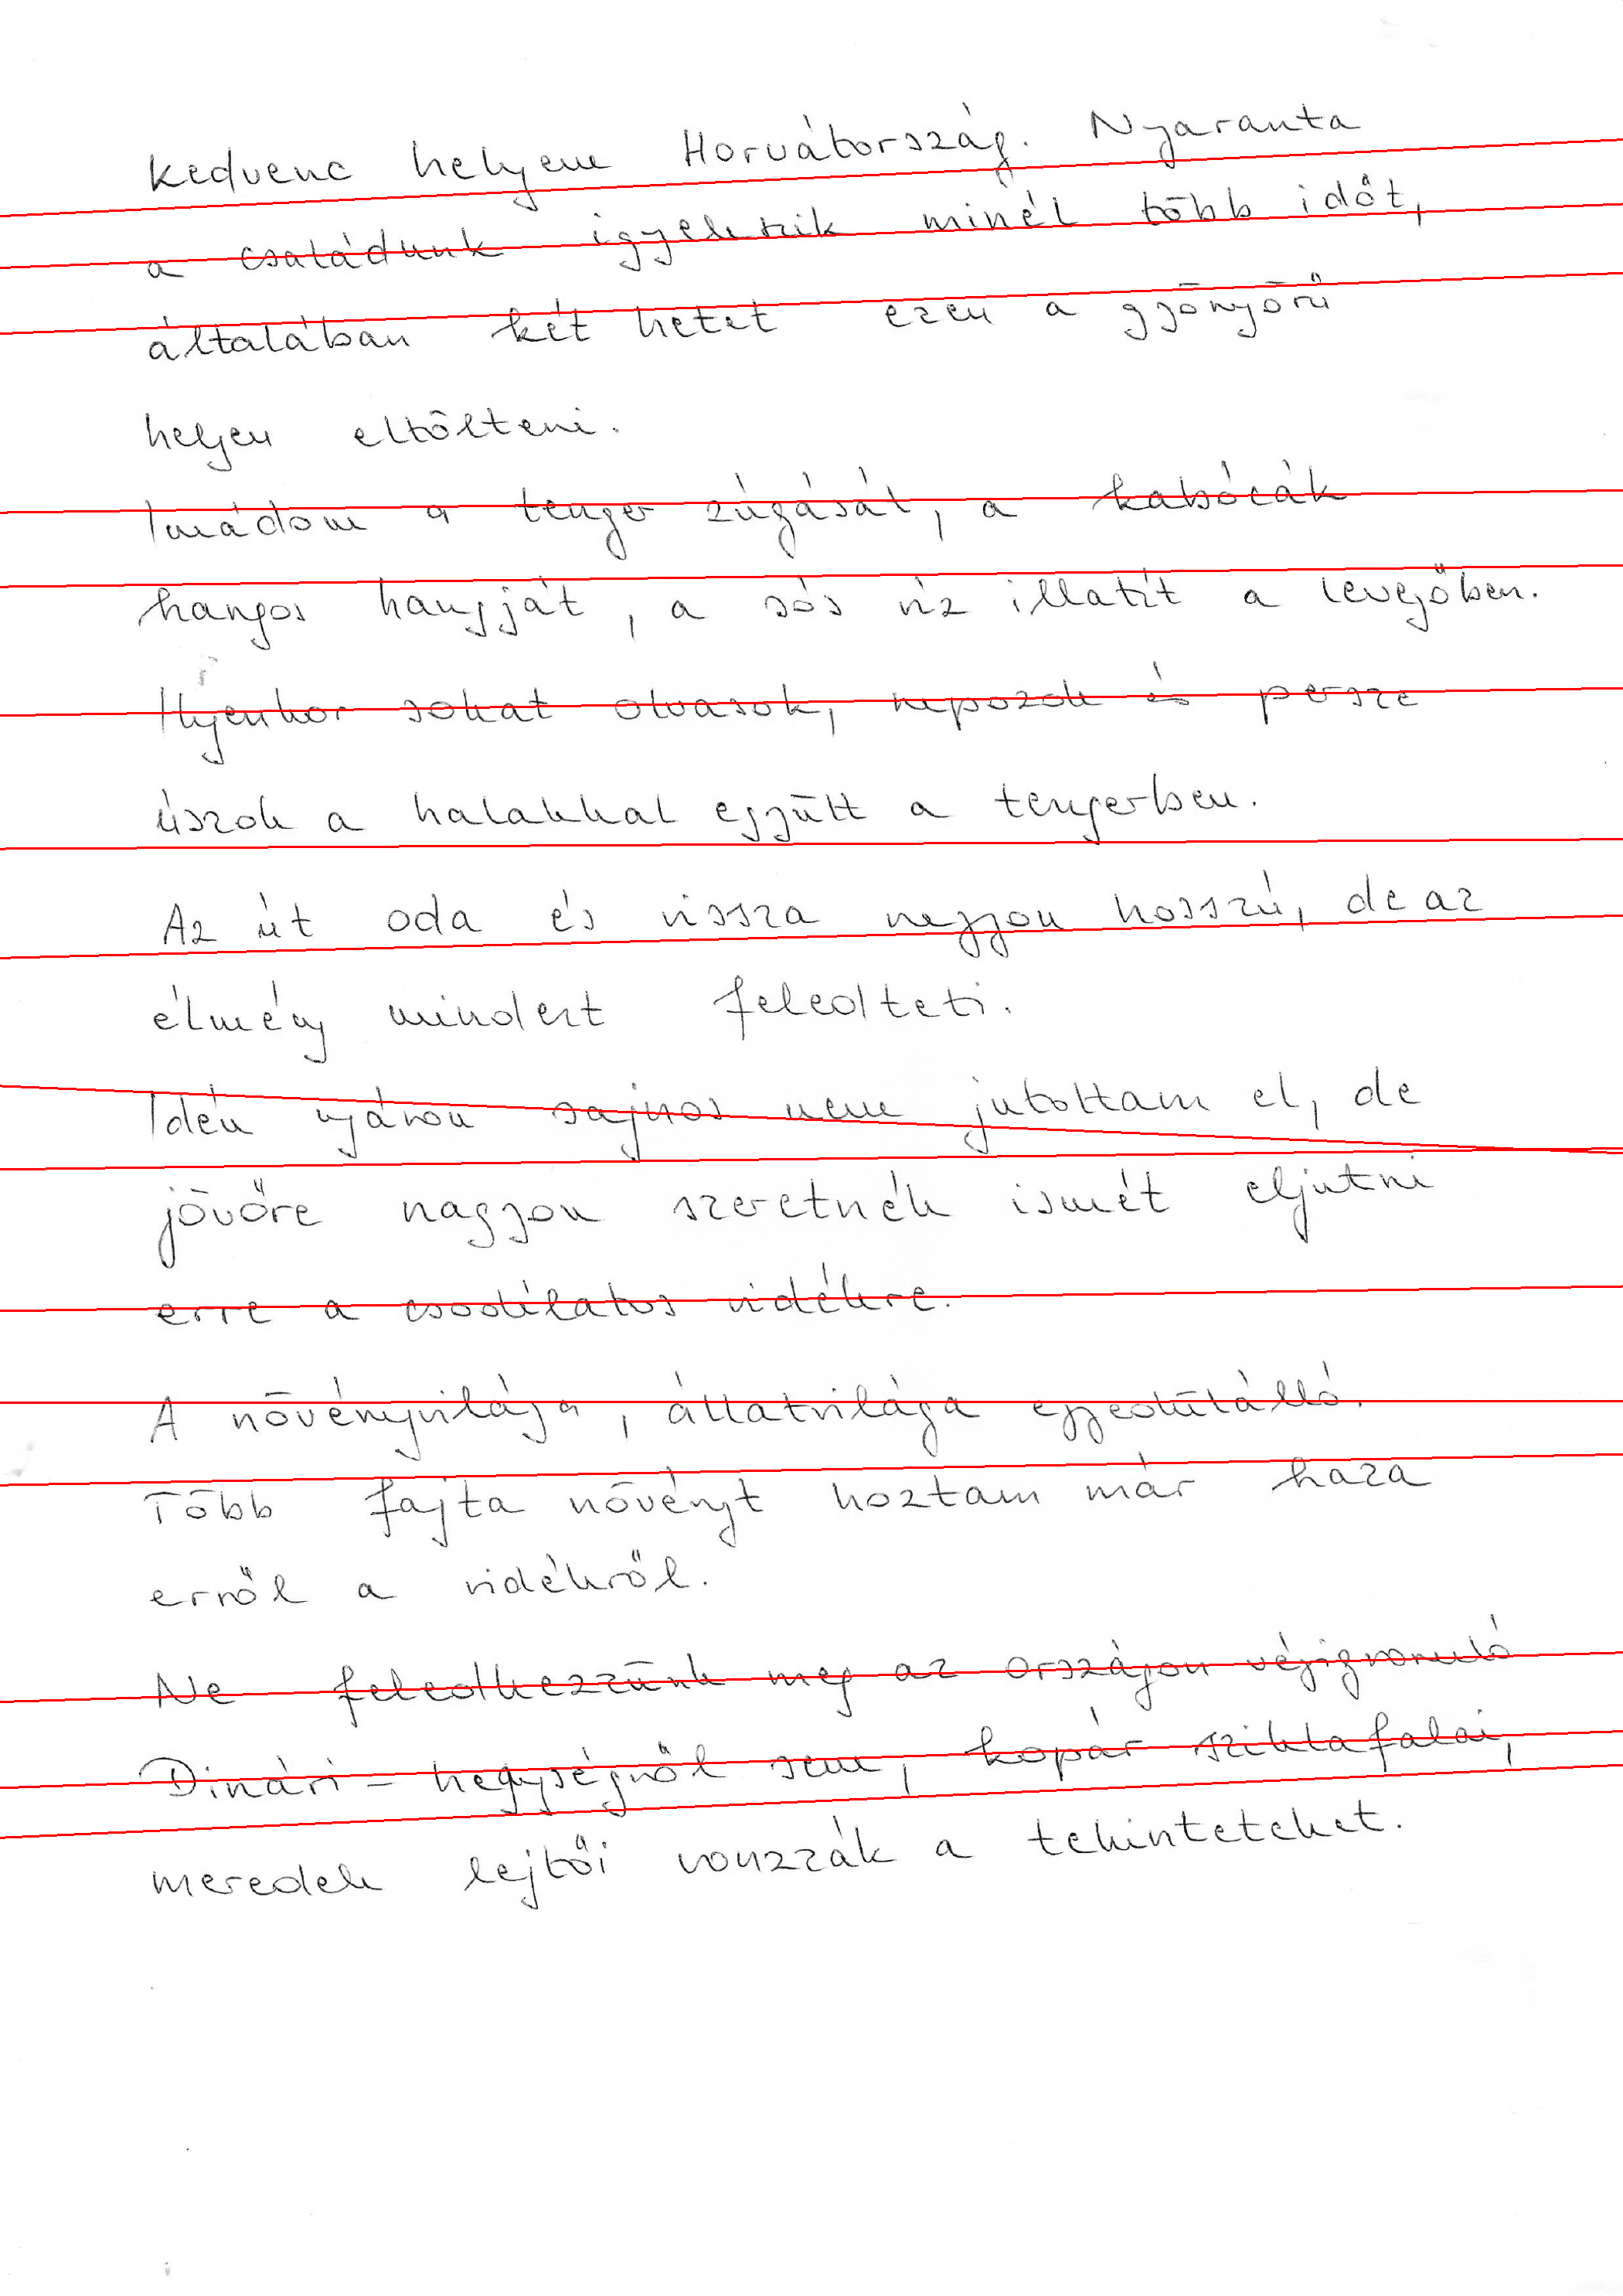 Kedvenc helyem Horvátország. Nyaranta
a családunk igyekszik minél több időt,
általában két hetet ezen a gyönyörű
helyen eltölteni.
Imádom a tenger zúgását, a kabócák
hangos hangját, a sós víz illatát a levegőben.
Ilyenkor sokat olvasok, napozok és persze
úszok a halakkal együtt a tengerben.
Az út oda és vissza nagyon hosszú, de az
élmény mindezt feledteti.
Idén nyáron sajnos nem jutottam el, de
jövőre nagyon szeretnék ismét eljutni
erre a csodálatos vidékre.
A növényvilága, állatvilága egyedülálló.
Több fajta növényt hoztam már haza
erről a vidékről.
Ne feledkezzünk meg az országon végigvonuló
Dinári-hegységről sem, kopár sziklafalai,
meredek lejtői vonzzák a tekinteteket.